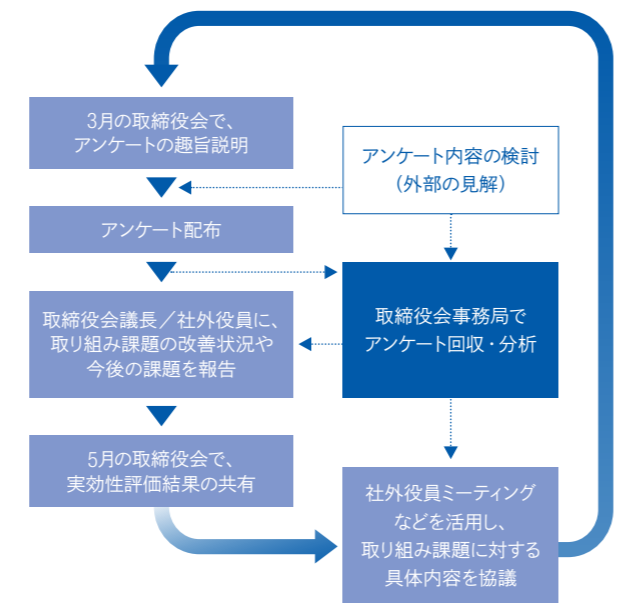 3月の取締役会で、
アンケートの趣旨説明
アンケート内容の検討
（外部の見解）
アンケート配布
取締役会議長／社外役員に、
取り組み課題の改善状況や
今後の課題を報告
取締役会事務局で
アンケート回収・分析
5月の取締役会で、
実効性評価結果の共有
社外役員ミーティング
などを活用し、
取り組み課題に対する
具体内容を協議